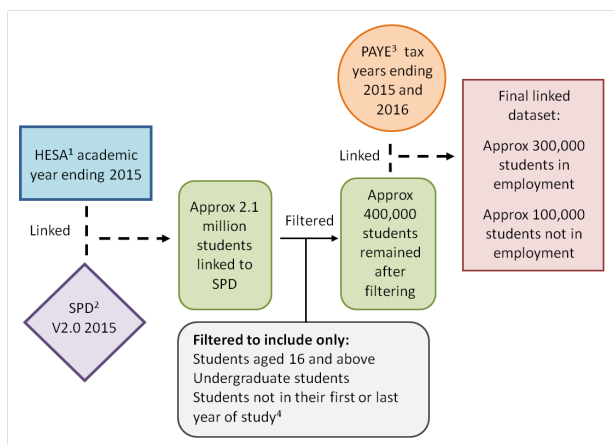 HESA¹ academic
year ending 2015
Linked
SPD²
V2.0 2015
Approx 2.1
million
students
linked to
SPD
Filtered
Filtered to include only:
Students aged 16 and above
Undergraduate students
Students not in their first or last
year of study⁴
Approx
400,000
students
remained
after
filtering
PAYE³ tax
years ending
2015 and
2016
Linked
Final linked
dataset:
Approx 300,000
students in
employment
Approx 100,000
students not in
employment